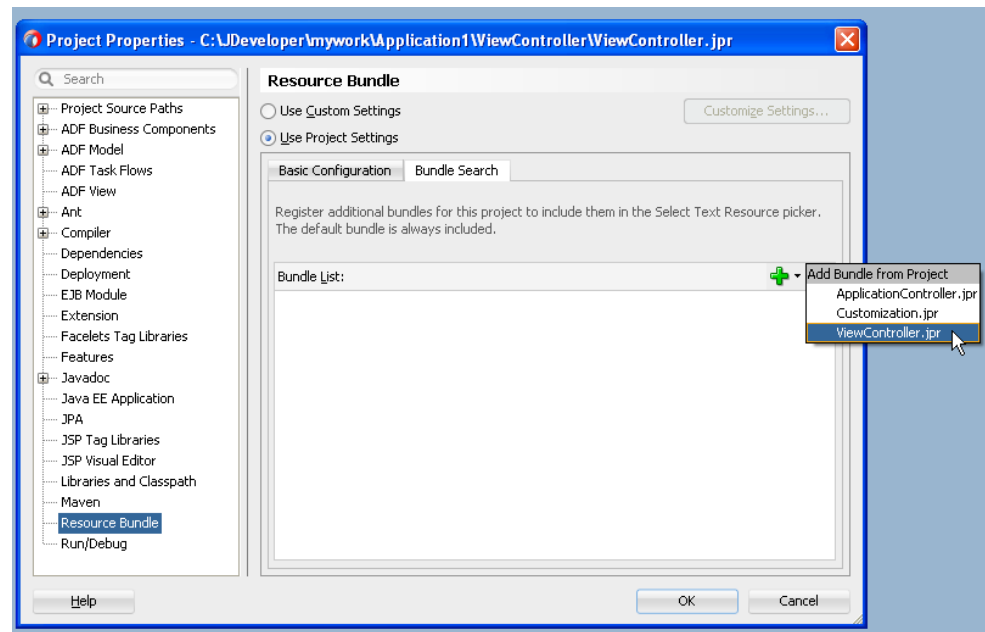 Project Properties - C:\JDeveloper\mywork\Application1\ViewController\ViewController.jpr
Search
Project Source Paths
ADF Business Components
ADF Model
ADF Task Flows
ADF View
Ant
Compiler
Dependencies
Deployment
EJB Module
Extension
Facelets Tag Libraries
Features
Javadoc
Java EE Application
JPA
JSP Tag Libraries
JSP Visual Editor
Libraries and Classpath
Maven
Resource Bundle
Run/Debug
Resource Bundle
Use Custom Settings
Customize Settings...
Use Project Settings
Basic Configuration
Bundle Search
Register additional bundles for this project to include them in the Select Text Resource picker.
The default bundle is always included.
Bundle List:
Add Bundle from Project
ApplicationController.jpr
Customization.jpr
ViewController.jpr
Help
OK
Cancel